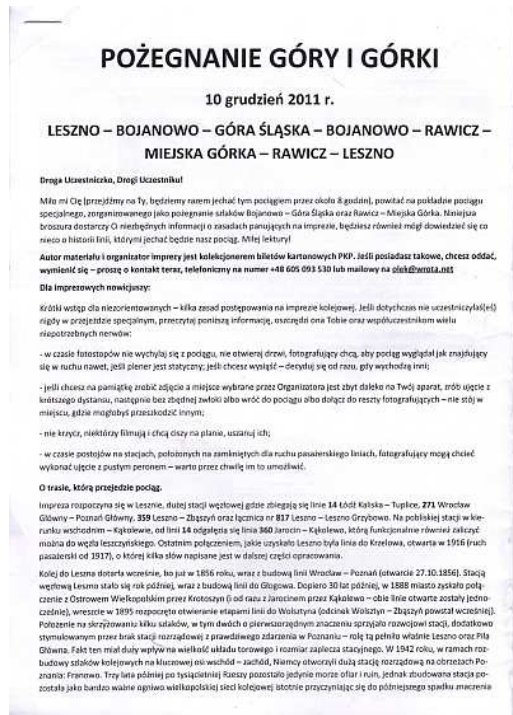 POŻEGNANIE GÓRY I GÓRKI
10 grudzień 2011 r.
LESZNO – BOJANOWO – GÓRA ŚLĄSKA – BOJANOWO – RAWICZ –
MIEJSKA GÓRKA – RAWICZ – LESZNO
Droga Uczestniczko, Drogi Uczestniku!
Miło mi Cię (przejdźmy na Ty, będziemy razem jechać tym pociągiem przez około 8 godzin), powitać na pokładzie pociągu
specjalnego, zorganizowanego jako pożegnanie szlaków Bojanowo – Góra Śląska oraz Rawicz – Miejska Górka. Niniejsza
broszura dostarczy Ci niezbędnych informacji o zasadach panujących na imprezie, będziesz również mógł dowiedzieć się co
nieco o historii linii, którymi jechać będzie nasz pociąg. Miłej lektury!
Autor materiału i organizator imprezy jest kolekcjonerem biletów kartonowych PKP. Jeśli posiadasz takowe, chcesz oddać,
wymienić się – proszę o kontakt teraz, telefoniczny na numer +48 605 093 530 lub mailowy na olek@wrota.net
Dla imprezowych nowicjuszy:
Krótki wstęp dla niezorientowanych – kilka zasad postępowania na imprezie kolejowej. Jeśli dotychczas nie uczestniczyłaś(eś)
nigdy w przejeździe specjalnym, przeczytaj poniższą informację, oszczędzi ona Tobie oraz współuczestnikom wielu
niepotrzebnych nerwów:
- w czasie fotostopów nie wychylaj się z pociągu, nie otwieraj drzwi, fotografujący chcą, aby pociąg wyglądał jak znajdujący
się w ruchu nawet, jeśli plener jest statyczny; jeśli chcesz wysiąść – decyduj się od razu, gdy wychodzą inni;
- jeśli chcesz na pamiątkę zrobić zdjęcie a miejsce wybrane przez Organizatora jest zbyt daleko na Twój aparat, zrób ujęcie z
krótszego dystansu, następnie bez zbędnej zwłoki albo wróć do pociągu albo dołącz do reszty fotografujących – nie stój w
miejscu, gdzie mogłobyś przeszkodzić innym;
- nie krzycz, niektórzy filmują i chcą ciszy na planie, uszanuj ich;
- w czasie postojów na stacjach, położonych na zamkniętych dla ruchu pasażerskiego liniach, fotografujący mogą chcieć
wykonać ujęcie z pustym peronem – warto przez chwilę im to umożliwić.
O trasie, którą przejedzie pociąg.
Impreza rozpoczyna się w Lesznie, dużej stacji węzłowej gdzie zbiegają się linie 14 Łódź Kaliska – Tuplice, 271 Wrocław
Główny – Poznań Główny, 359 Leszno – Zbąszyń oraz łącznica nr 817 Leszno – Leszno Grzybowo. Na pobliskiej stacji w kie-
runku wschodnim – Kąkolewie, od linii 14 odgałęzia się linia 360 Jarocin – Kąkolewo, którą funkcjonalnie również zaliczyć
można do węzła leszczyńskiego. Ostatnim połączeniem, jakie uzyskało Leszno była linia do Krzelowa, otwarta w 1916 (ruch
pasażerski od 1917), o której kilka słów napisane jest w dalszej części opracowania.
Kolej do Leszna dotarła wcześnie, bo już w 1856 roku, wraz z budową linii Wrocław – Poznań (otwarcie 27.10.1856). Stacją
węzłową Leszno stało się rok później, wraz z budową linii do Głogowa. Dopiero 30 lat później, w 1888 miasto zyskało połą-
czenie z Ostrowem Wielkopolskim przez Krotoszyn (i od razu z Jarocinem przez Kąkolewo – obie linie otwarte zostały jedno-
cześnie), wreszcie w 1895 rozpoczęto otwieranie etapami linii do Wolsztyna (odcinek Wolsztyn – Zbąszyń powstał wcześniej).
Położenie na skrzyżowaniu kilku szlaków, w tym dwóch o pierwszorzędnym znaczeniu sprzyjało rozwojowi stacji, dodatkowo
stymulowanym przez brak stacji rozrządowej z prawdziwego zdarzenia w Poznaniu – rolę tą pełniło właśnie Leszno oraz Piła
Główna. Fakt ten miał duży wpływ na wielkość układu torowego i rozmiar zaplecza stacyjnego. W 1942 roku, w ramach roz-
budowy szlaków kolejowych na kluczowej osi wschód – zachód, Niemcy otworzyli dużą stację rozrządową na obrzeżach Po-
znania: Franowo. Trzy lata później po tysiącletniej Rzeszy pozostało jedynie morze ofiar i ruin, jednak zbudowana stacja po-
została jako bardzo ważne ogniwo wielkopolskiej sieci kolejowej istotnie przyczyniając się do późniejszego spadku znaczenia